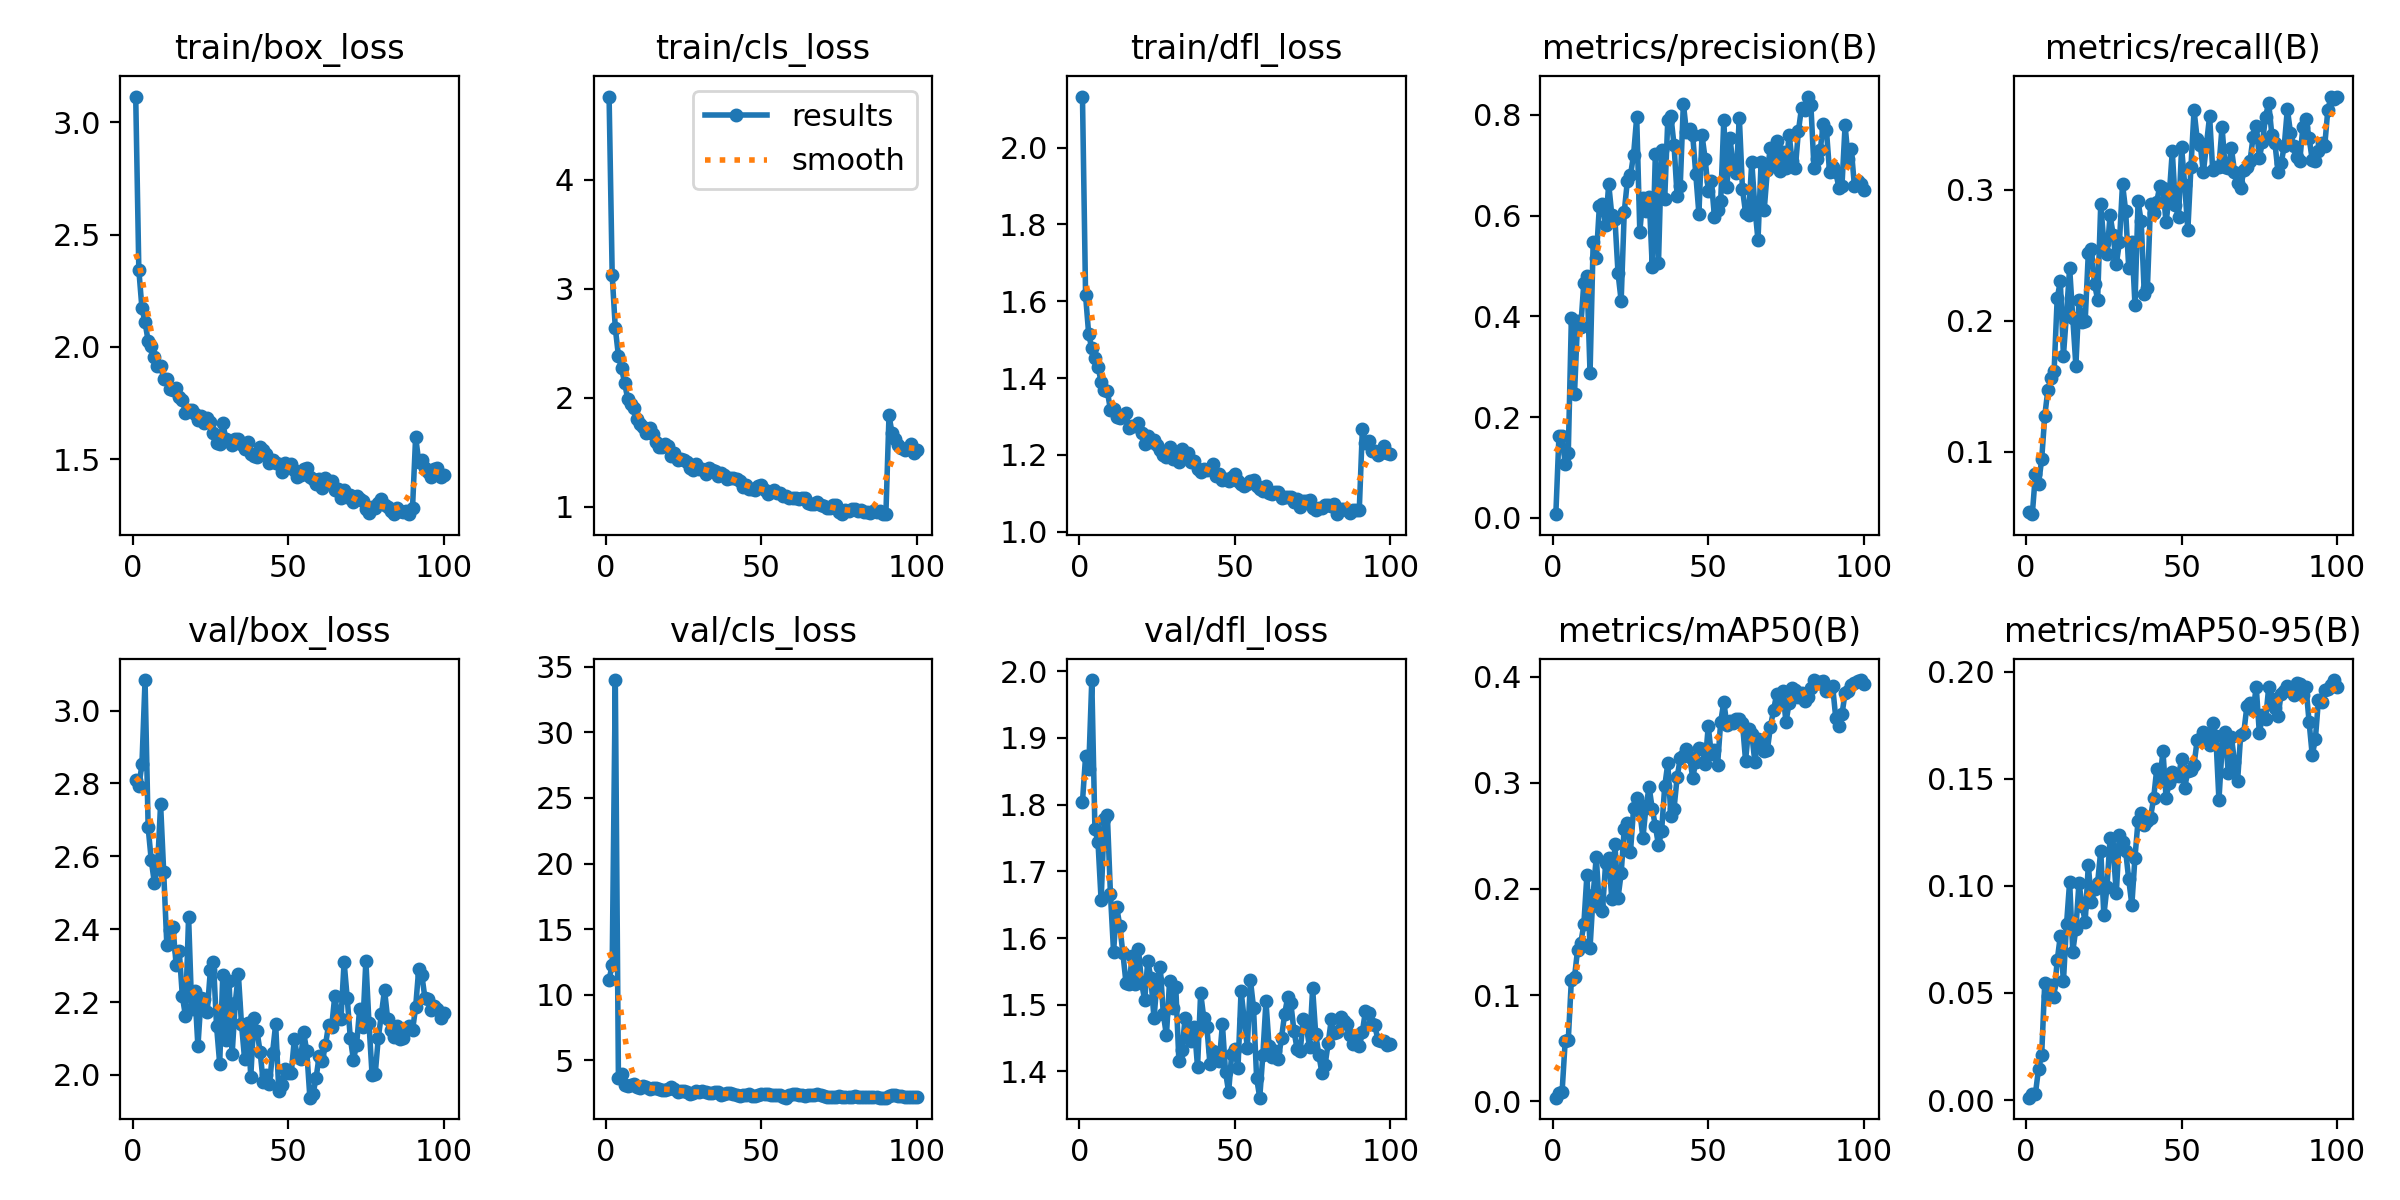 train/box_loss
3.0
2.5
2.0
1.5
0 50 100
train/cls_loss
results
smooth
4
3
2
1
0 50 100
train/dfl_loss
2.0
1.8
1.6
1.4
1.2
1.0
0 50 100
metrics/precision(B)
0.8
0.6
0.4
0.2
0.0
0 50 100
metrics/recall(B)
0.3
0.2
0.1
0 50 100
val/box_loss
3.0
2.8
2.6
2.4
2.2
2.0
0 50 100
val/cls_loss
35
30
25
20
15
10
5
0 50 100
val/dfl_loss
2.0
1.9
1.8
1.7
1.6
1.5
1.4
0 50 100
metrics/mAP50(B)
0.4
0.3
0.2
0.1
0.0
0 50 100
metrics/mAP50-95(B)
0.20
0.15
0.10
0.05
0.00
0 50 100